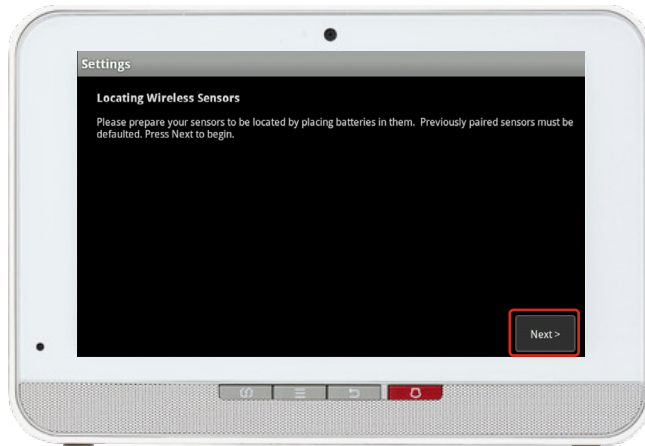 Settings
Locating Wireless Sensors
Please prepare your sensors to be located by placing batteries in them. Previously paired sensors must be
defaulted. Press Next to begin.
Next >